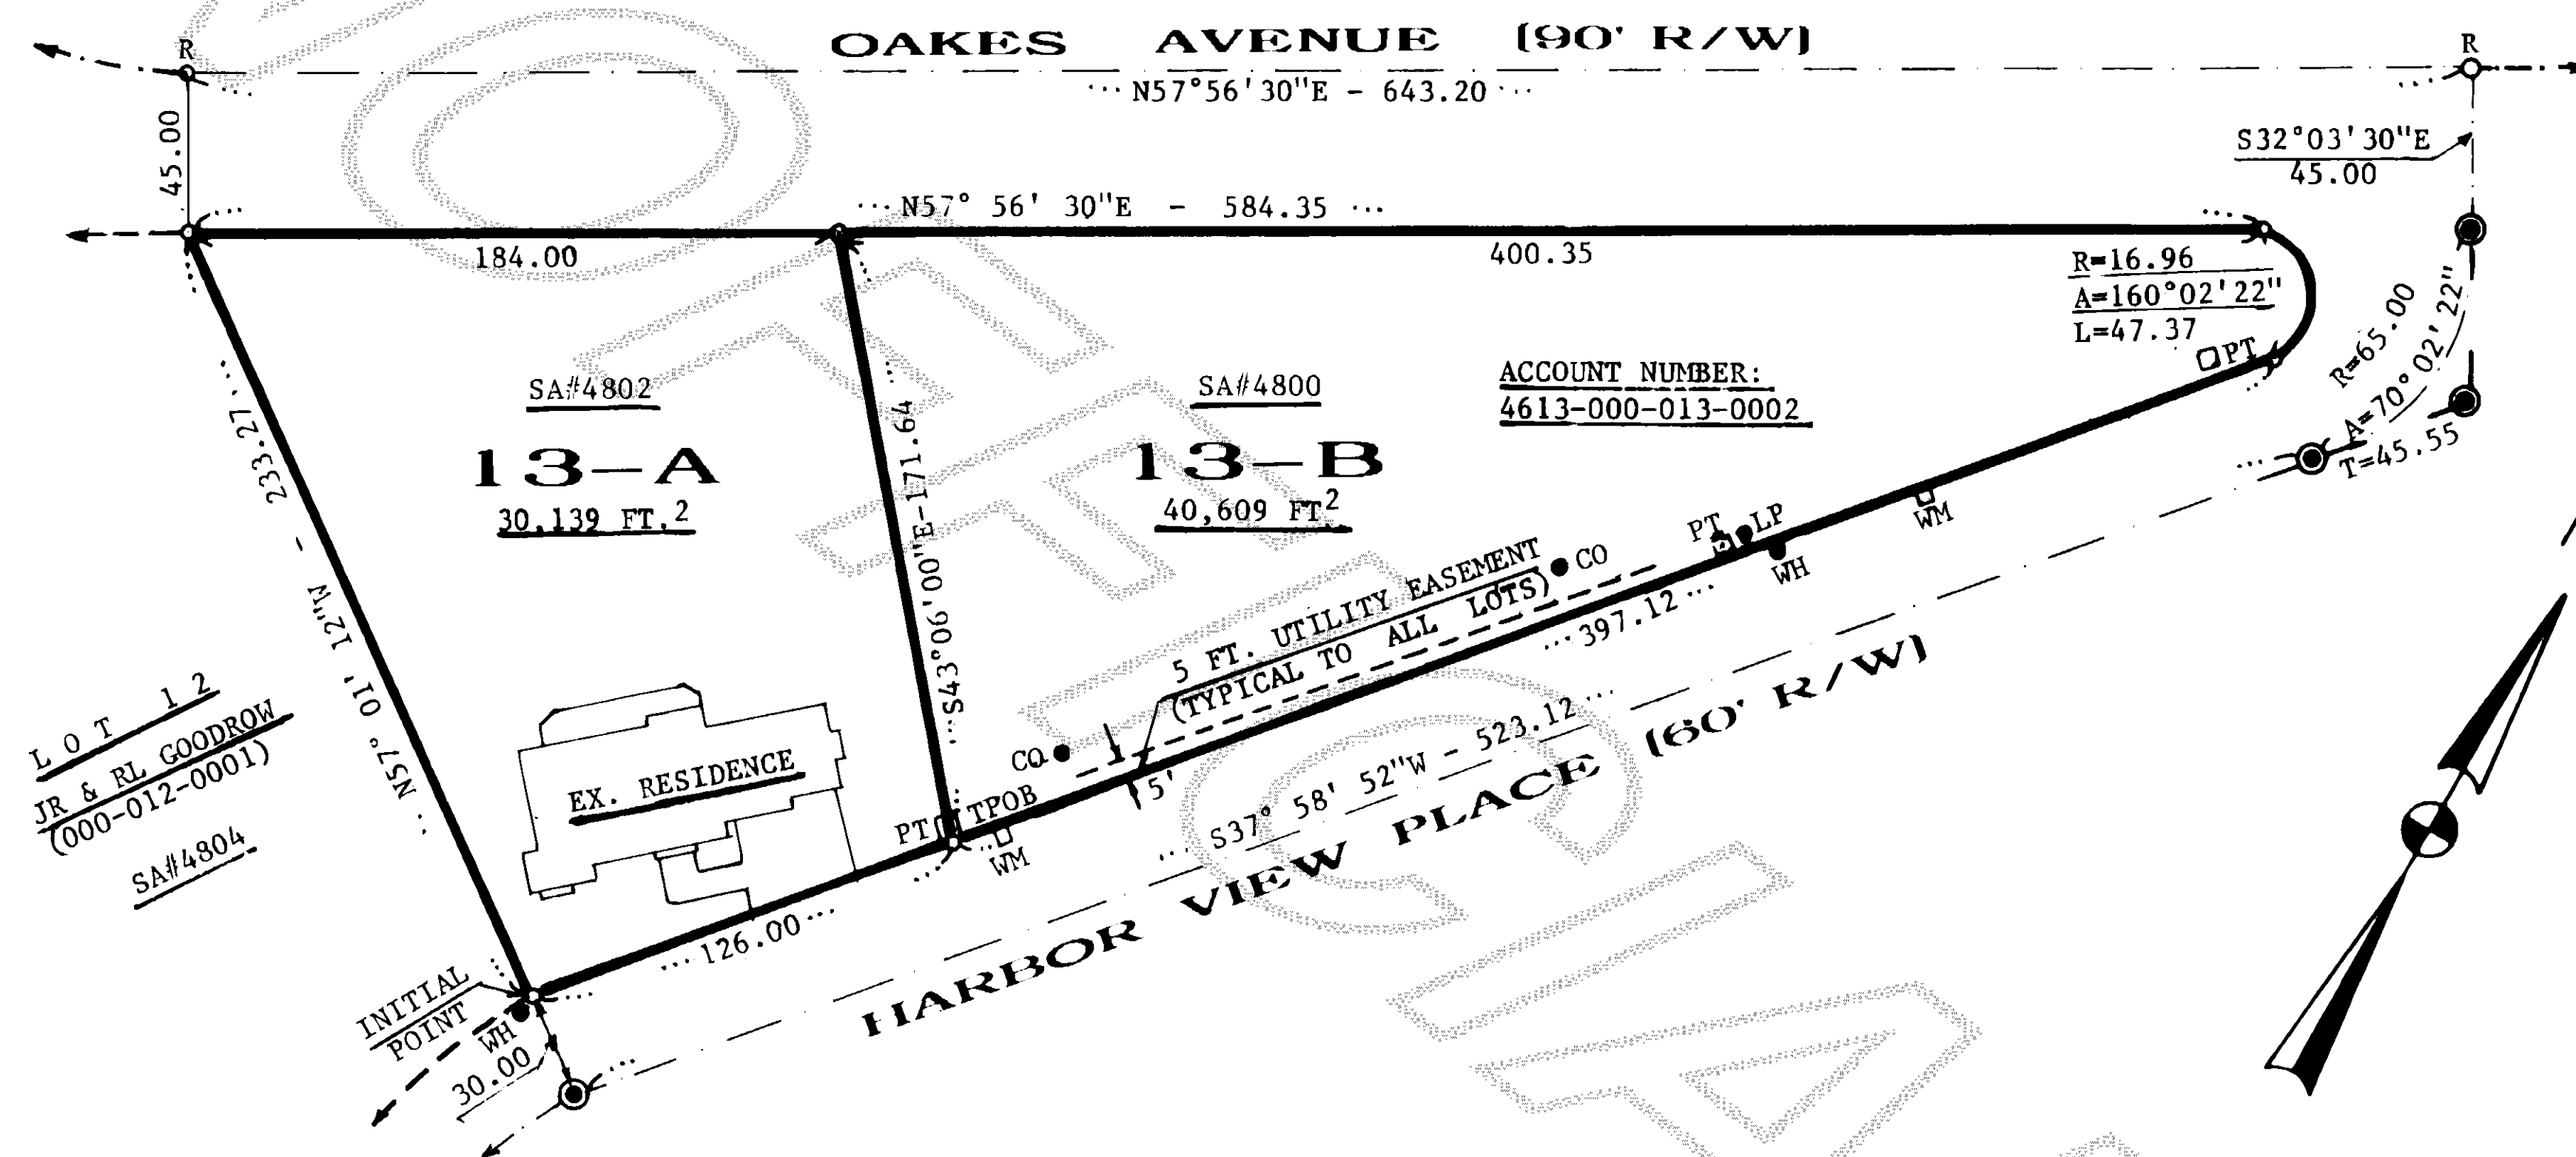 OAKES AVENUE (90' R/W)
R
R
N57°56'30"E - 643.20
45.00
S32°03'30"E
45.00
N57° 56' 30"E - 584.35
184.00
400.35
R=16.96
A=160°02'22"
L=47.37
PT
R=65.00
A=70°02'22"
T=45.55
SA#4802
13-A
30,139 FT.2
233.27
N57° 01' 12"W -
S43°06'00"E-171.64
SA#4800
13-B
40,609 FT2
ACCOUNT NUMBER:
4613-000-013-0002
PT
LP
WH
WM
CO
5 FT. UTILITY EASEMENT
(TYPICAL TO ALL LOTS)
397.12
CO
5'
S37° 58' 52"W - 523.12
HARBOR VIEW PLACE (60' R/W)
LOT 12
JR & RL GOODROW
(000-012-0001)
SA#4804
EX. RESIDENCE
PT
TPOB
WM
126.00
INITIAL
POINT
WH
30.00